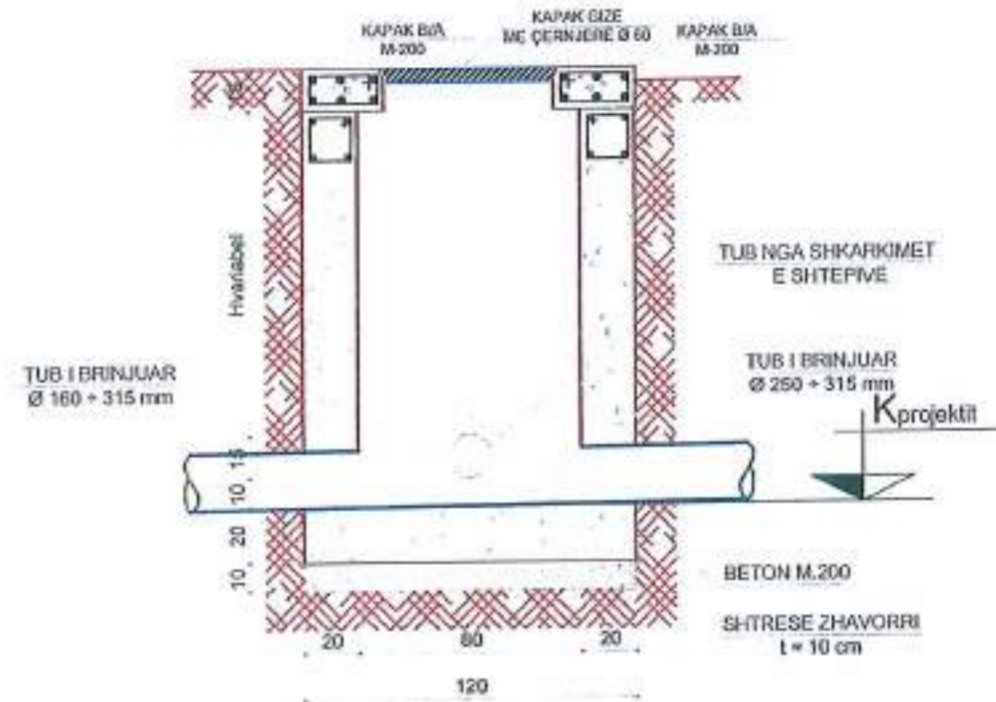 KAPAK B/A
M-200
KAPAK GIZE
ME ÇERNJERË Ø 60
KAPAK B/A
M-200
15
Hvariabel
TUB NGA SHKARKIMET
E SHTEPIVE
TUB I BRINJUAR
Ø 160 ÷ 315 mm
TUB I BRINJUAR
Ø 250 ÷ 315 mm
Kprojektit
15
10
20
10
BETON M.200
SHTRESE ZHAVORRI
t = 10 cm
20
80
20
120